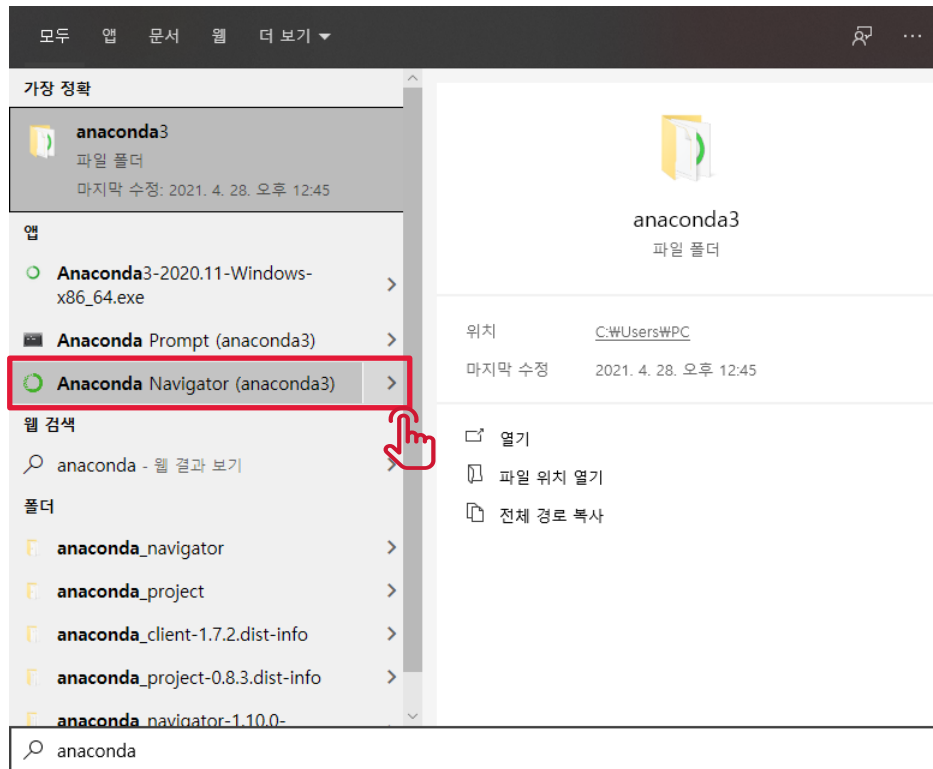 모두 앱 문서 웹 더 보기
가장 정확
anaconda3
파일 폴더
마지막 수정: 2021. 4. 28. 오후 12:45
앱
Anaconda3-2020.11-Windows-
x86_64.exe
Anaconda Prompt (anaconda3)
Anaconda Navigator (anaconda3)
웹 검색
anaconda - 웹 결과 보기
폴더
anaconda_navigator
anaconda_project
anaconda_client-1.7.2.dist-info
anaconda_project-0.8.3.dist-info
anaconda_navigator-1.10.0-
anaconda
anaconda3
파일 폴더
위치 C:₩Users₩PC
마지막 수정 2021. 4. 28. 오후 12:45
열기
파일 위치 열기
전체 경로 복사